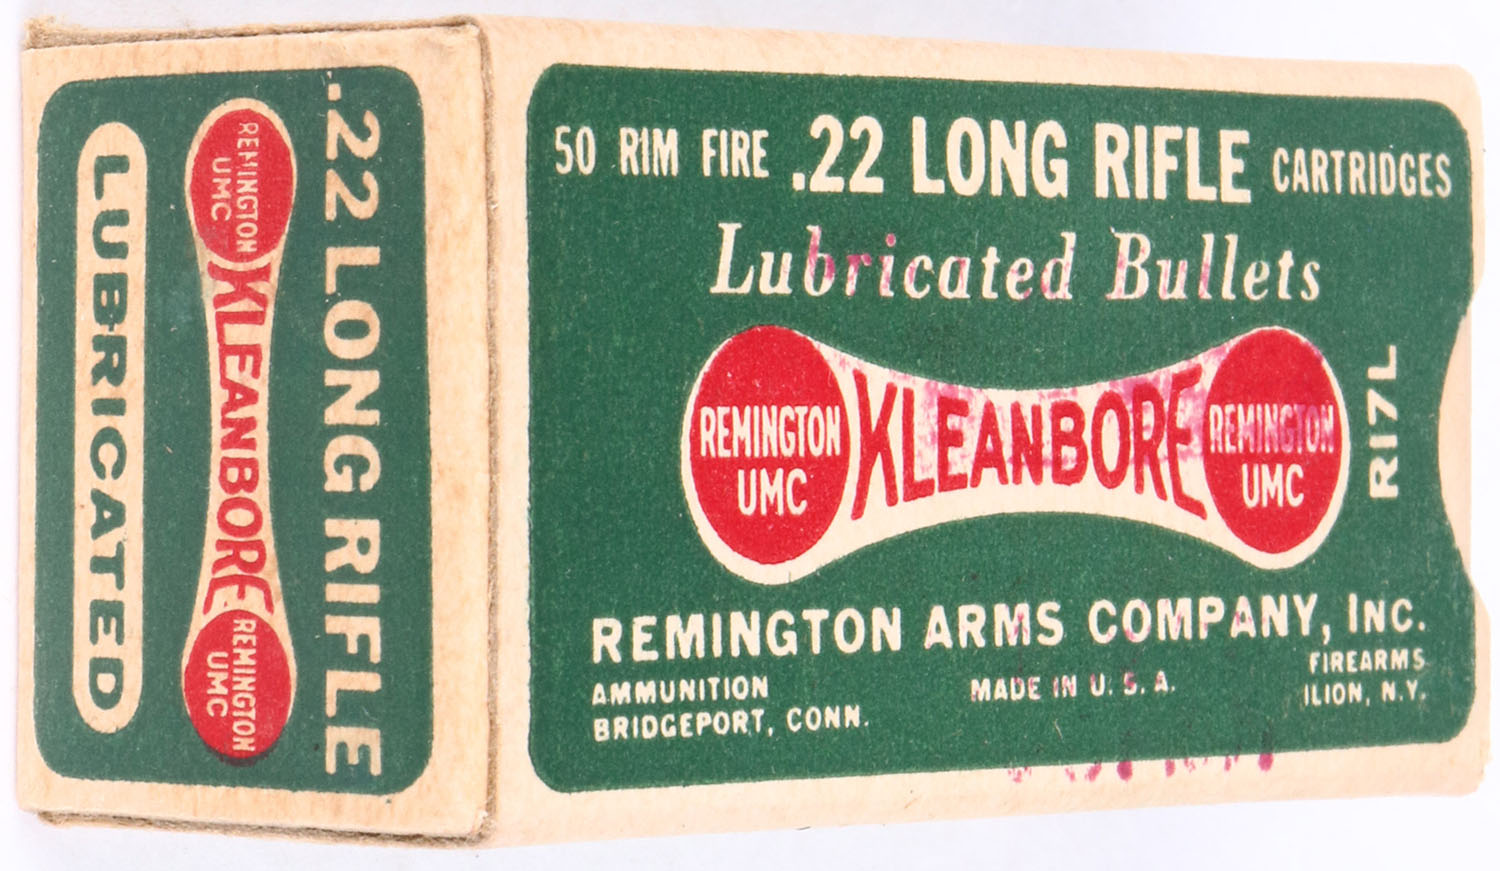 .22 LONG RIFLE
REMINGTON
UMC
KLEANBORE
REMINGTON
UMC
LUBRICATED
50 RIM FIRE .22 LONG RIFLE CARTRIDGES
Lubricated Bullets
REMINGTON
UMC
KLEANBORE
REMINGTON
UMC
R17L
REMINGTON ARMS COMPANY, INC.
AMMUNITION
BRIDGEPORT, CONN.
MADE IN U. S. A.
FIREARMS
ILION, N.Y.